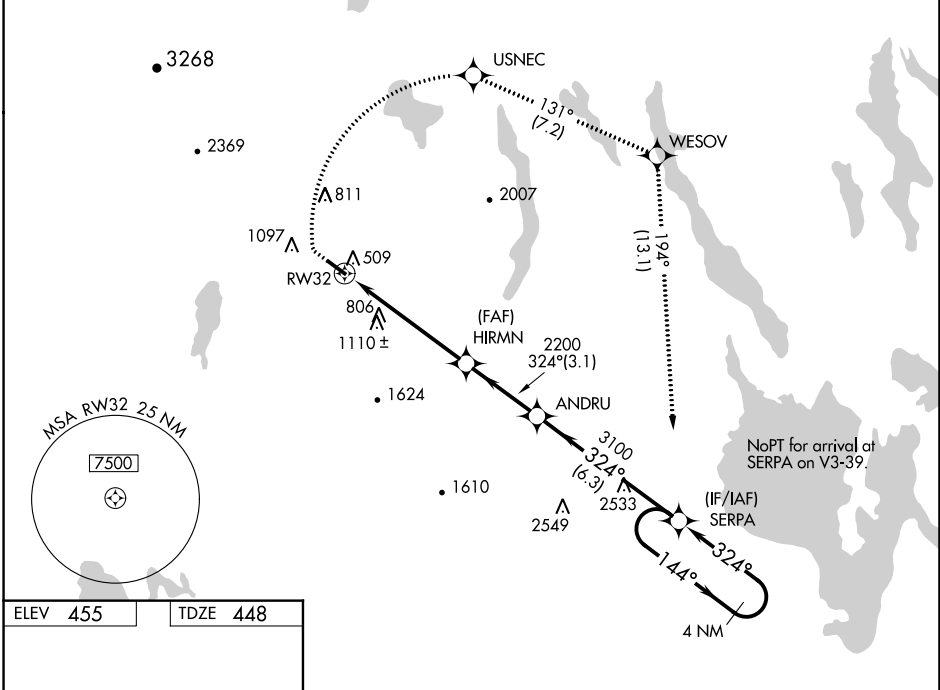 3268
USNEC
131°
(7.2)
2369
WESOV
811
2007
1097
509
194°
(13.1)
RW32
806
1110 ±
(FAF)
HIRMN
2200
324°(3.1)
1624
ANDRU
MSA RW32 25 NM
7500
3100
324°
(6.3)
NoPT for arrival at
SERPA on V3-39.
1610
2549
2533
(IF/IAF)
SERPA
324°
144°
4 NM
ELEV 455
TDZE 448